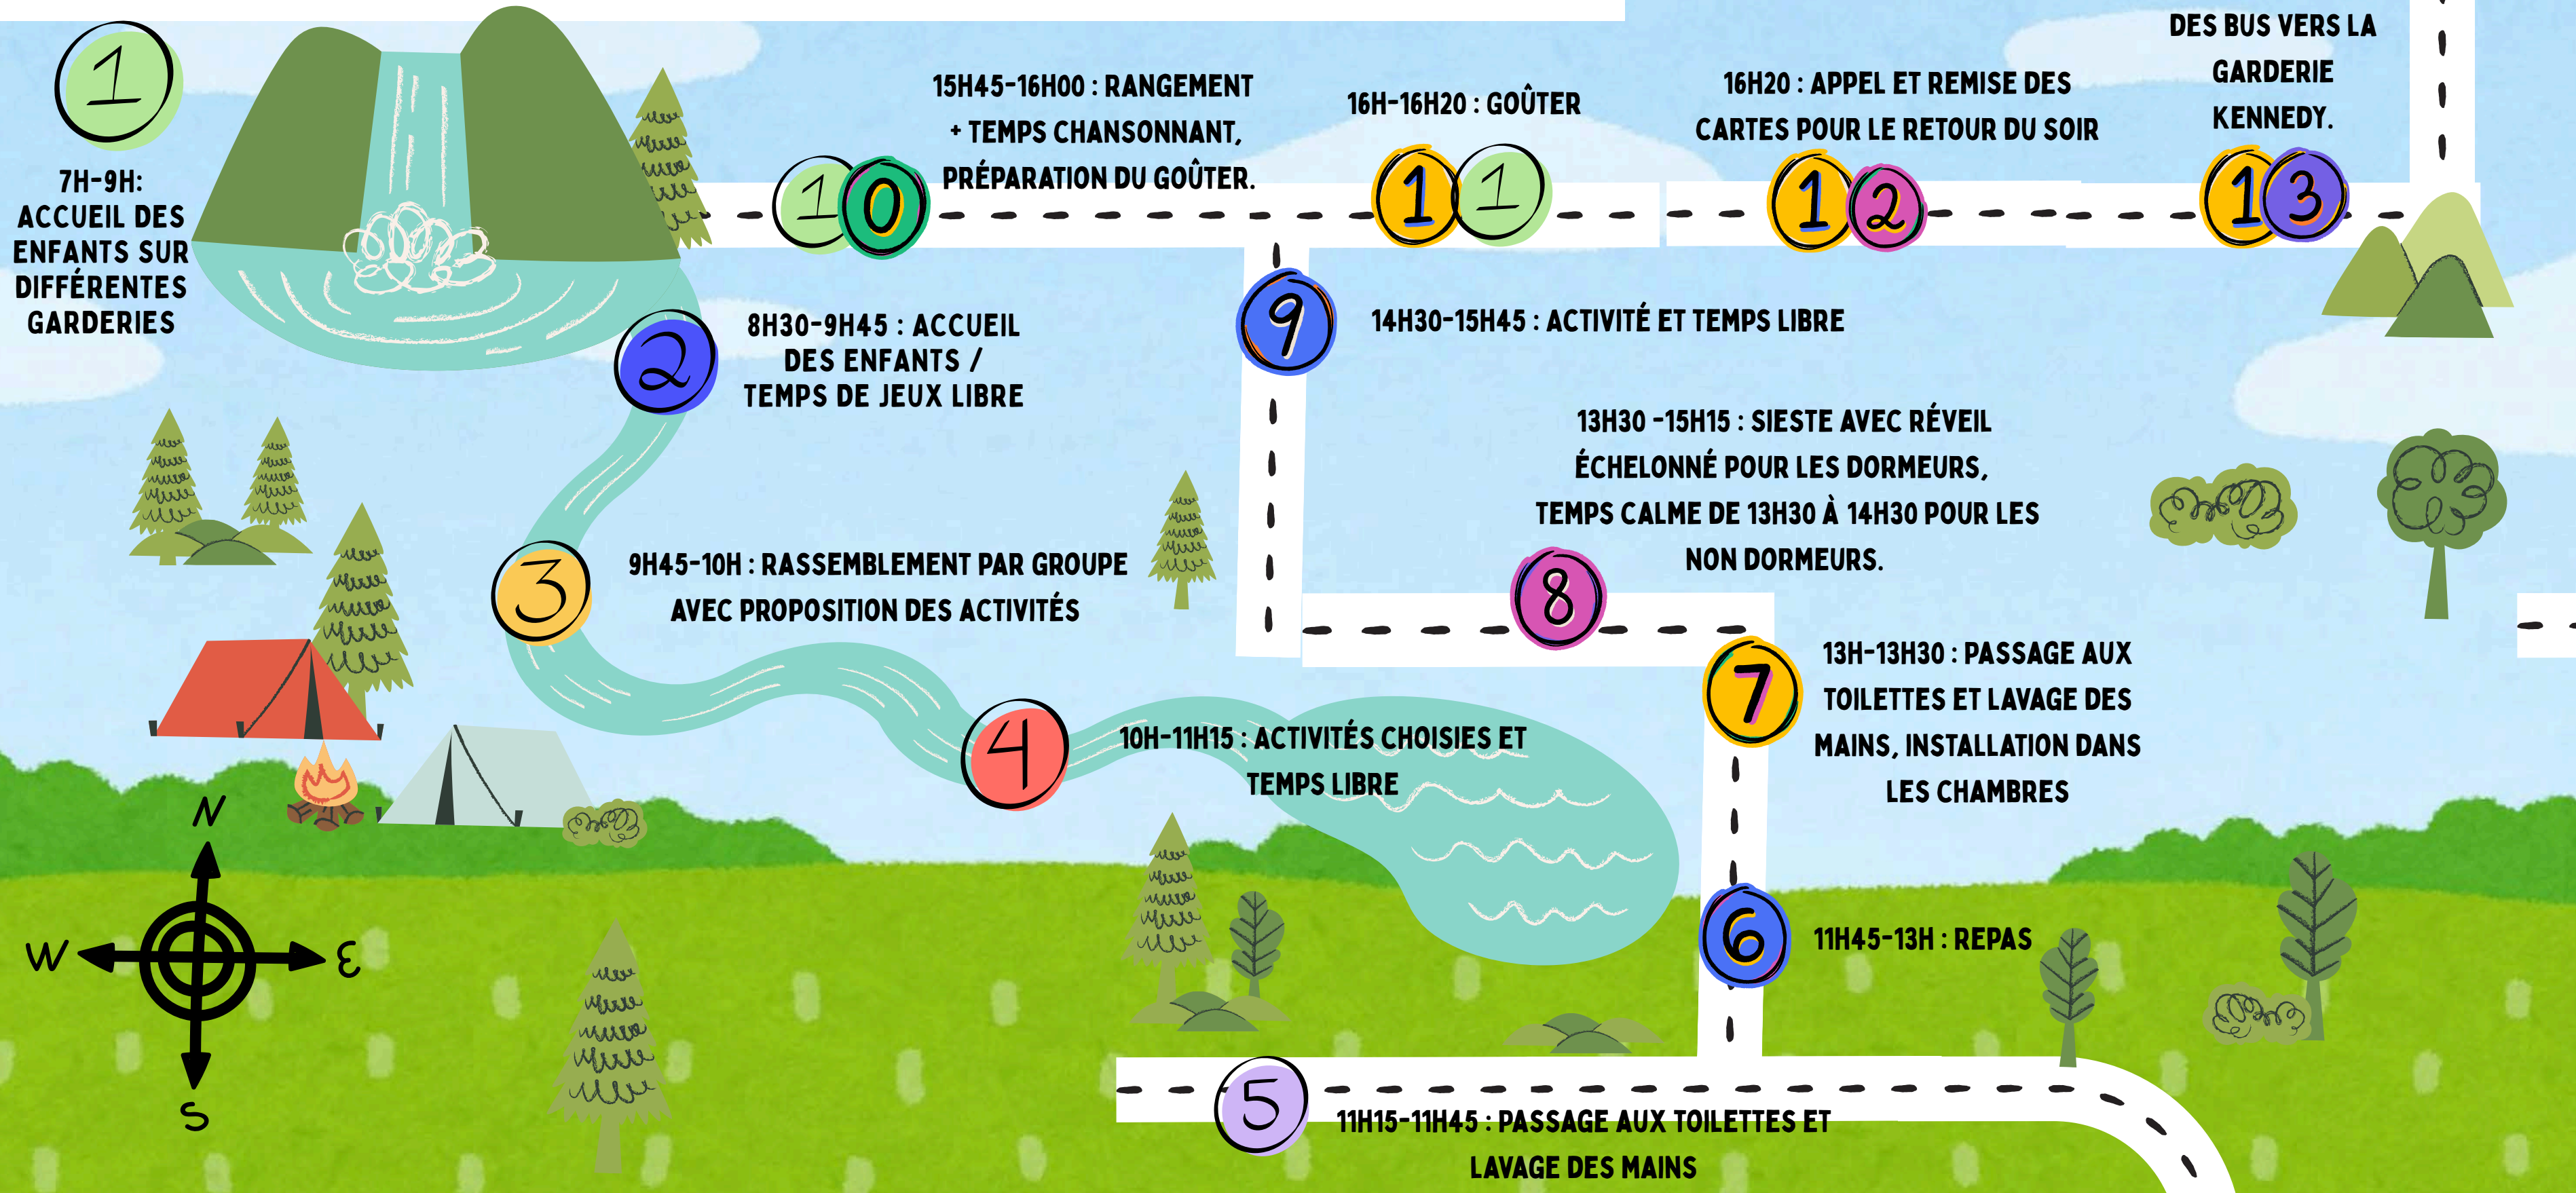 1
7H-9H:
ACCUEIL DES
ENFANTS SUR
DIFFÉRENTES
GARDERIES
2
8H30-9H45 : ACCUEIL
DES ENFANTS /
TEMPS DE JEUX LIBRE
3
9H45-10H : RASSEMBLEMENT PAR GROUPE
AVEC PROPOSITION DES ACTIVITÉS
4
10H-11H15 : ACTIVITÉS CHOISIES ET
TEMPS LIBRE
5
11H15-11H45 : PASSAGE AUX TOILETTES ET
LAVAGE DES MAINS
6
11H45-13H : REPAS
7
13H-13H30 : PASSAGE AUX
TOILETTES ET LAVAGE DES
MAINS, INSTALLATION DANS
LES CHAMBRES
8
13H30 -15H15 : SIESTE AVEC RÉVEIL
ÉCHELONNÉ POUR LES DORMEURS,
TEMPS CALME DE 13H30 À 14H30 POUR LES
NON DORMEURS.
9
14H30-15H45 : ACTIVITÉ ET TEMPS LIBRE
10
15H45-16H00 : RANGEMENT
+ TEMPS CHANSONNANT,
PRÉPARATION DU GOÛTER.
11
16H-16H20 : GOÛTER
12
16H20 : APPEL ET REMISE DES
CARTES POUR LE RETOUR DU SOIR
13
DES BUS VERS LA
GARDERIE
KENNEDY.
N
W
E
S